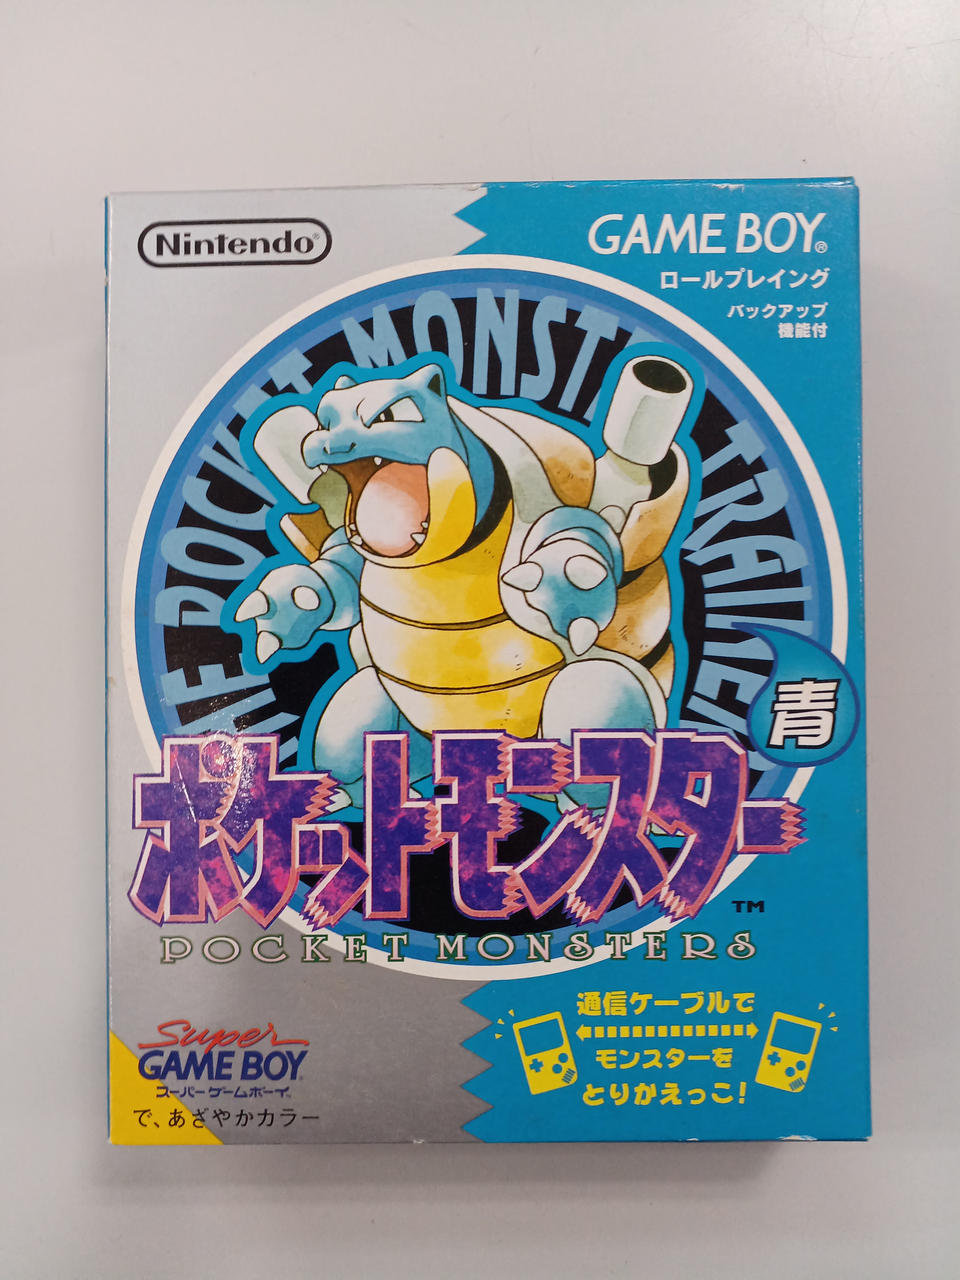 Nintendo®
GAME BOY®
ロールプレイング
バックアップ
機能付
THE POCKET MONSTER TRAINER
青
ポケットモンスター
TM
POCKET MONSTERS
通信ケーブルで
モンスターを
とりかえっこ!
Super
GAME BOY
スーパーゲームボーイ
で、あざやかカラー